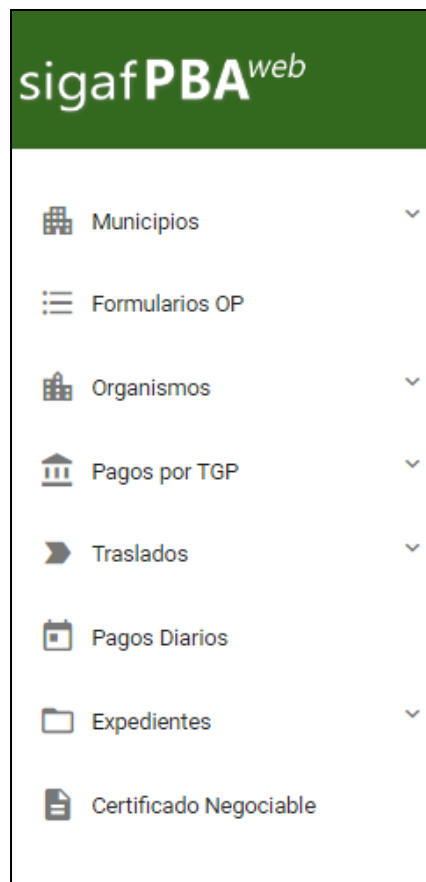 sigafPBAweb
Municipios
Formularios OP
Organismos
Pagos por TGP
Traslados
Pagos Diarios
Expedientes
Certificado Negociable